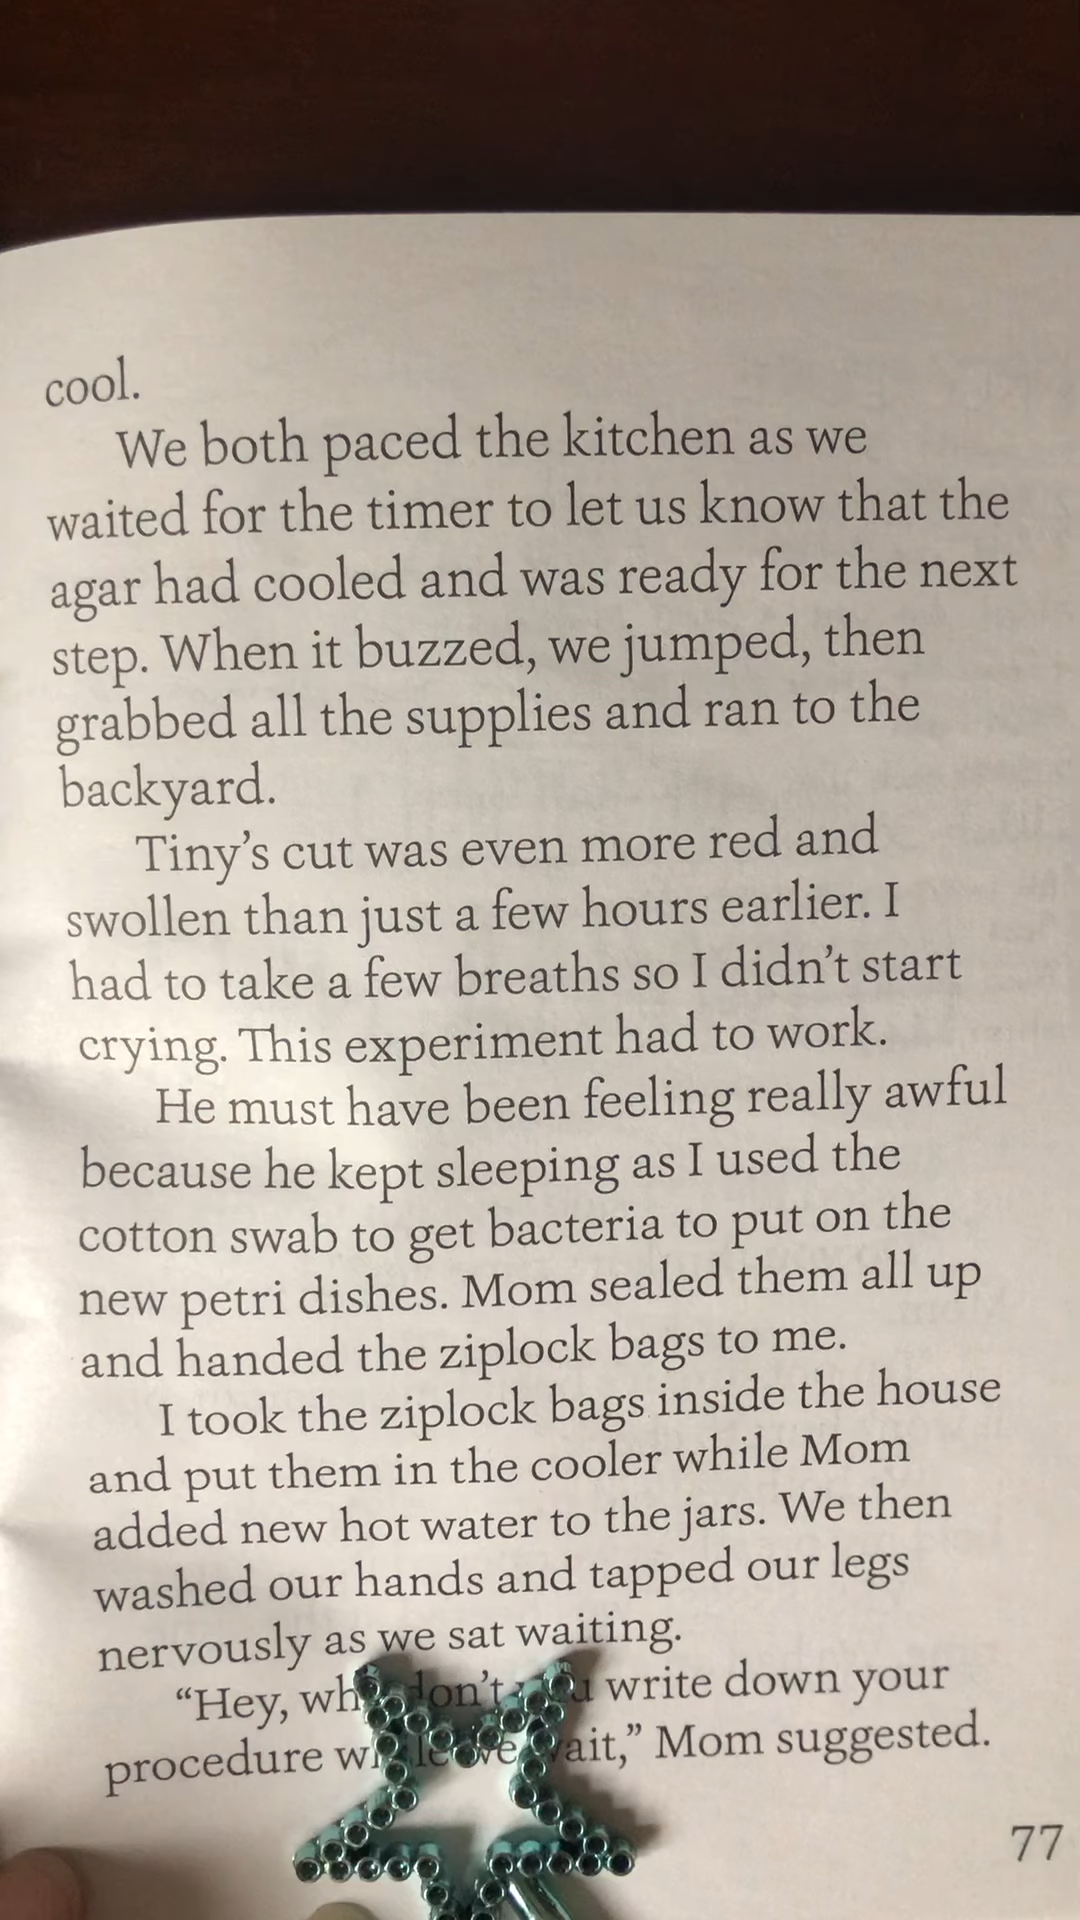 cool.
We both paced the kitchen as we
waited for the timer to let us know that the
agar had cooled and was ready for the next
step. When it buzzed, we jumped, then
grabbed all the supplies and ran to the
backyard.
Tiny’s cut was even more red and
swollen than just a few hours earlier. I
had to take a few breaths so I didn’t start
crying. This experiment had to work.
He must have been feeling really awful
because he kept sleeping as I used the
cotton swab to get bacteria to put on the
new petri dishes. Mom sealed them all up
and handed the ziplock bags to me.
I took the ziplock bags inside the house
and put them in the cooler while Mom
added new hot water to the jars. We then
washed our hands and tapped our legs
nervously as we sat waiting.
“Hey, why don’t you write down your
procedure while we wait,” Mom suggested.
77